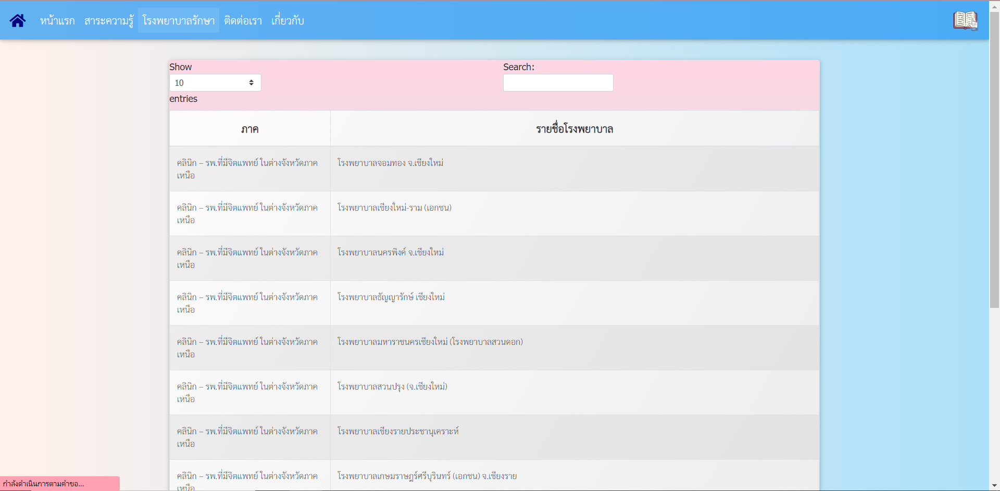 หน้าแรก สาระความรู้ โรงพยาบาลรักษา ติดต่อเรา เกี่ยวกับ
Show
10
entries
Search:
ภาค รายชื่อโรงพยาบาล
คลินิก – รพ.ที่มีจิตแพทย์ ในต่างจังหวัดภาค
เหนือ
โรงพยาบาลจอมทอง จ.เชียงใหม่
คลินิก – รพ.ที่มีจิตแพทย์ ในต่างจังหวัดภาค
เหนือ
โรงพยาบาลเชียงใหม่-ราม (เอกชน)
คลินิก – รพ.ที่มีจิตแพทย์ ในต่างจังหวัดภาค
เหนือ
โรงพยาบาลนครพิงค์ จ.เชียงใหม่
คลินิก – รพ.ที่มีจิตแพทย์ ในต่างจังหวัดภาค
เหนือ
โรงพยาบาลธัญญารักษ์ เชียงใหม่
คลินิก – รพ.ที่มีจิตแพทย์ ในต่างจังหวัดภาค
เหนือ
โรงพยาบาลมหาราชนครเชียงใหม่ (โรงพยาบาลสวนดอก)
คลินิก – รพ.ที่มีจิตแพทย์ ในต่างจังหวัดภาค
เหนือ
โรงพยาบาลสวนปรุง (จ.เชียงใหม่)
คลินิก – รพ.ที่มีจิตแพทย์ ในต่างจังหวัดภาค
เหนือ
โรงพยาบาลเชียงรายประชานุเคราะห์
คลินิก – รพ.ที่มีจิตแพทย์ ในต่างจังหวัดภาค
เหนือ
โรงพยาบาลเกษมราษฎร์ศรีบุรินทร์ (เอกชน) จ.เชียงราย
กำลังดำเนินการตามคำขอ...